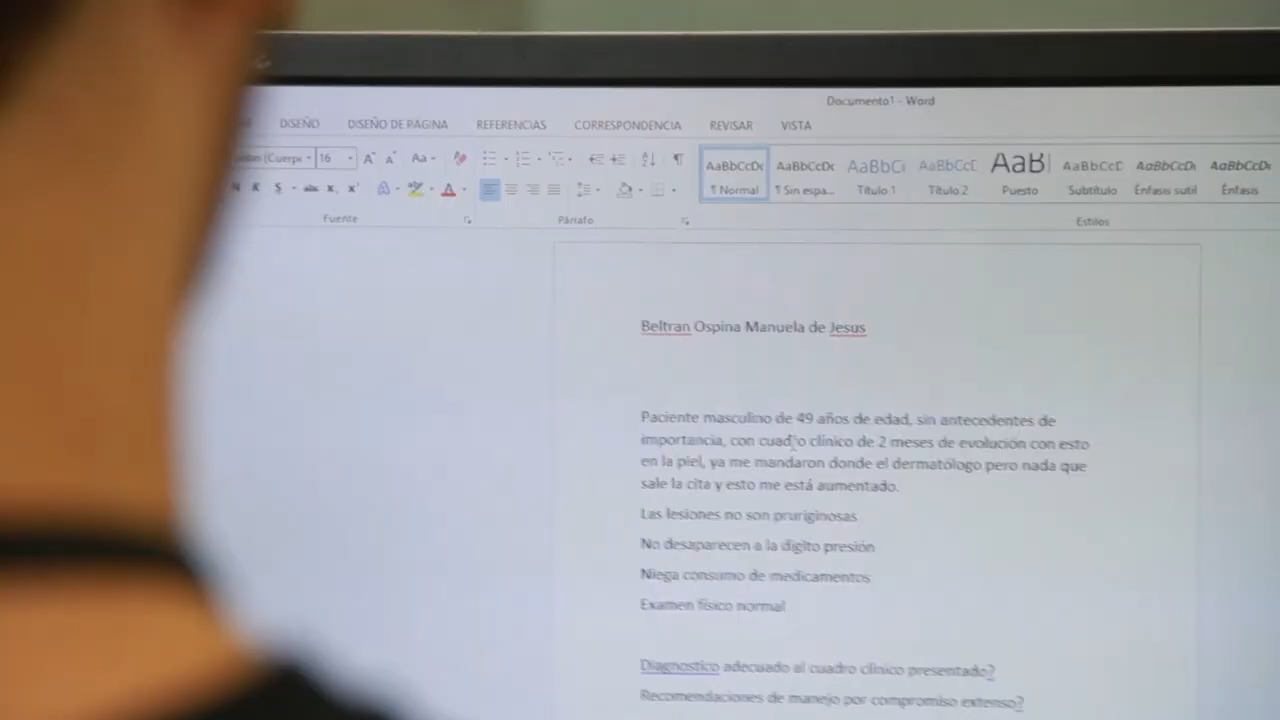 Documento1 - Word
DISEÑO DISEÑO DE PÁGINA REFERENCIAS CORRESPONDENCIA REVISAR VISTA
(Cuerpo 16 Aa
N K S abc x, x² A
AaBbCcDc AaBbCcDc AaBbCc AaBbCcC AaB AaBbCcC AaBbCcDc AaBbCcDc
¶ Normal ¶ Sin espa... Título 1 Título 2 Puesto Subtítulo Énfasis sutil Énfasis
Fuente Párrafo Estilos
Beltran Ospina Manuela de Jesus
Paciente masculino de 49 años de edad, sin antecedentes de
importancia, con cuadro clínico de 2 meses de evolución con esto
en la piel, ya me mandaron donde el dermatólogo pero nada que
sale la cita y esto me está aumentado.
Las lesiones no son pruriginosas
No desaparecen a la digito presión
Niega consumo de medicamentos
Examen físico normal
Diagnostico adecuado al cuadro clínico presentado?
Recomendaciones de manejo por compromiso extenso?